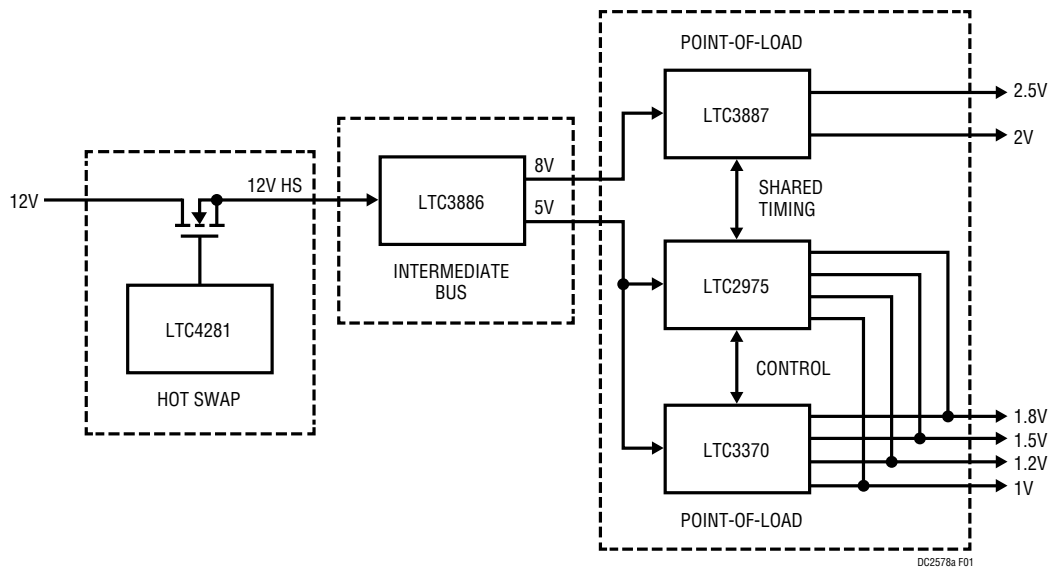 POINT-OF-LOAD
LTC3887
2.5V
2V
12V
12V HS
LTC3886
8V
5V
INTERMEDIATE
BUS
SHARED
TIMING
LTC2975
LTC4281
HOT SWAP
CONTROL
LTC3370
1.8V
1.5V
1.2V
1V
POINT-OF-LOAD
DC2578a F01